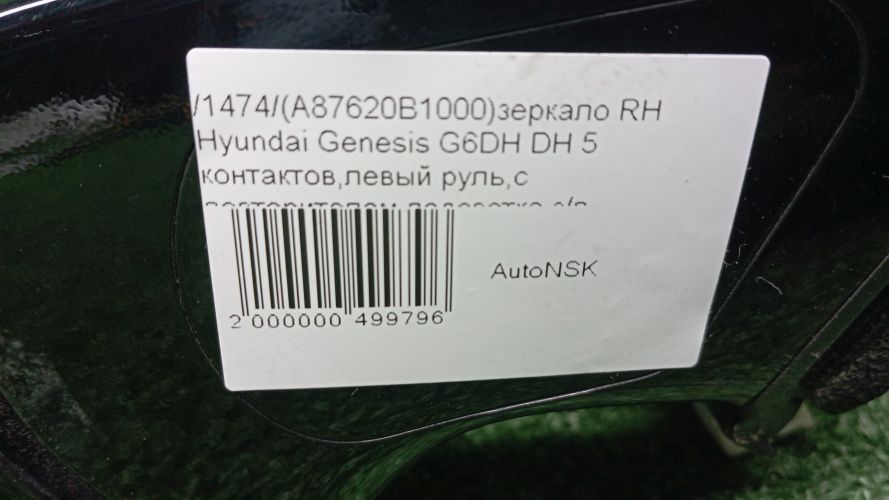 /1474/(A87620B1000)зеркало RH
Hyundai Genesis G6DH DH 5
контактов,левый руль,с
AutoNSK
2 000000 499796